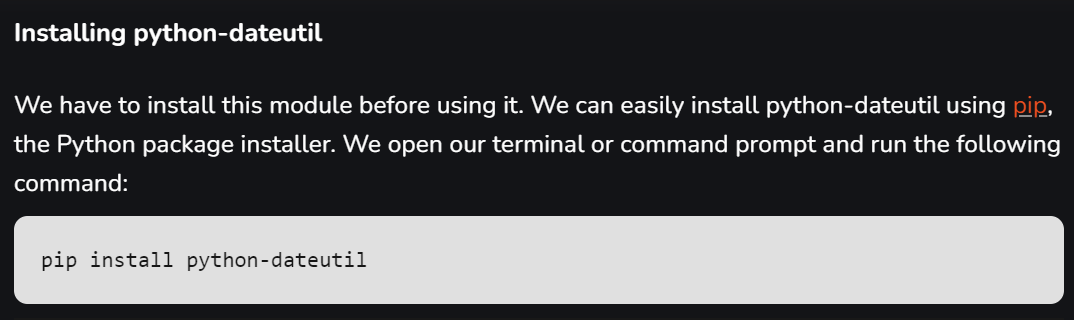 Installing python-dateutil
We have to install this module before using it. We can easily install python-dateutil using pip,
the Python package installer. We open our terminal or command prompt and run the following
command:
pip install python-dateutil